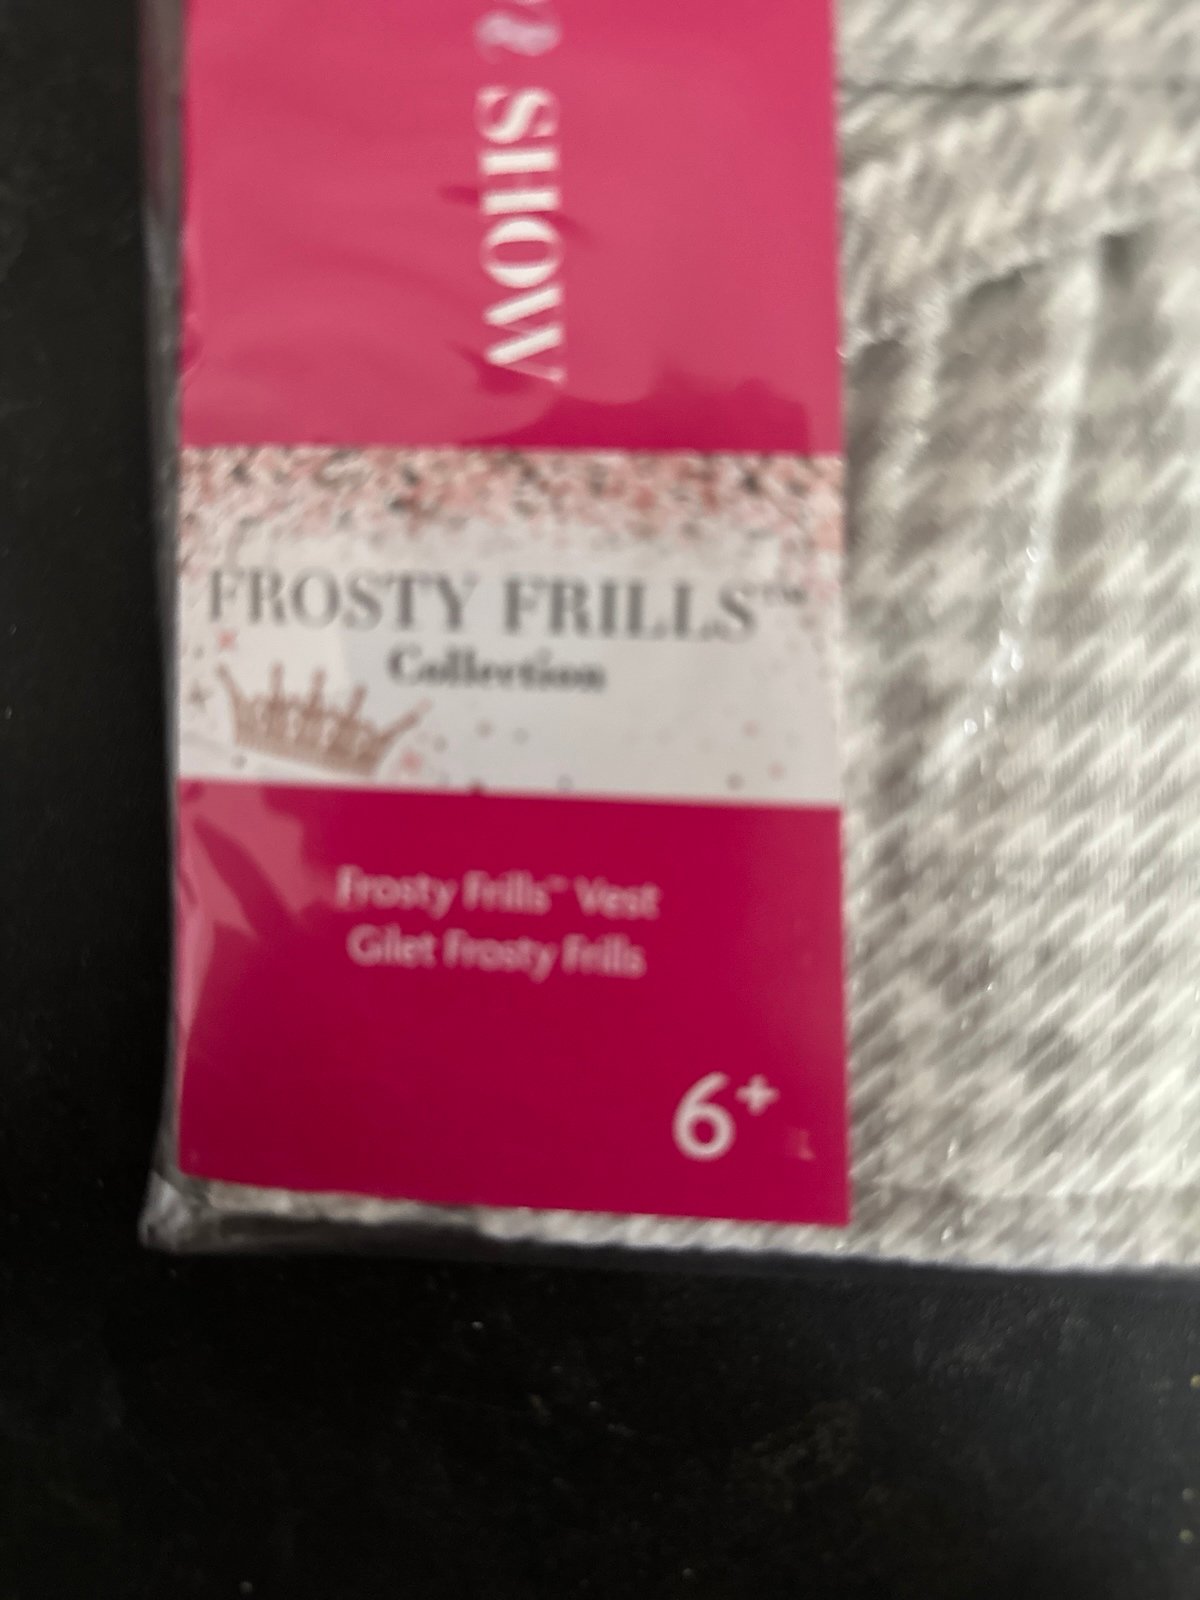 SHOW
FROSTY FRILLS™
Collection
Frosty Frills™ Vest
Gilet Frosty Frills
6+